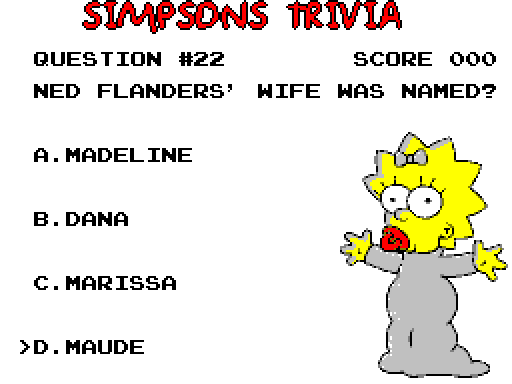 SIMPSONS TRIVIA
QUESTION #22 SCORE 000
NED FLANDERS' WIFE WAS NAMED?
A.MADELINE
B.DANA
C.MARISSA
>D.MAUDE